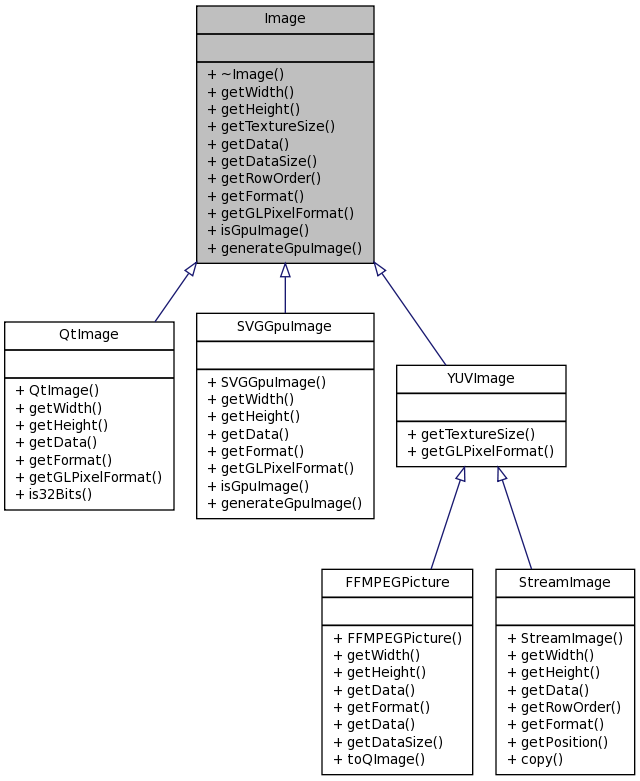 Image
+ ~Image()
+ getWidth()
+ getHeight()
+ getTextureSize()
+ getData()
+ getDataSize()
+ getRowOrder()
+ getFormat()
+ getGLPixelFormat()
+ isGpuImage()
+ generateGpuImage()
QtImage
+ QtImage()
+ getWidth()
+ getHeight()
+ getData()
+ getFormat()
+ getGLPixelFormat()
+ is32Bits()
SVGGpuImage
+ SVGGpuImage()
+ getWidth()
+ getHeight()
+ getData()
+ getFormat()
+ getGLPixelFormat()
+ isGpuImage()
+ generateGpuImage()
YUVImage
+ getTextureSize()
+ getGLPixelFormat()
FFMPEGPicture
+ FFMPEGPicture()
+ getWidth()
+ getHeight()
+ getData()
+ getFormat()
+ getData()
+ getDataSize()
+ toQImage()
StreamImage
+ StreamImage()
+ getWidth()
+ getHeight()
+ getData()
+ getRowOrder()
+ getFormat()
+ getPosition()
+ copy()